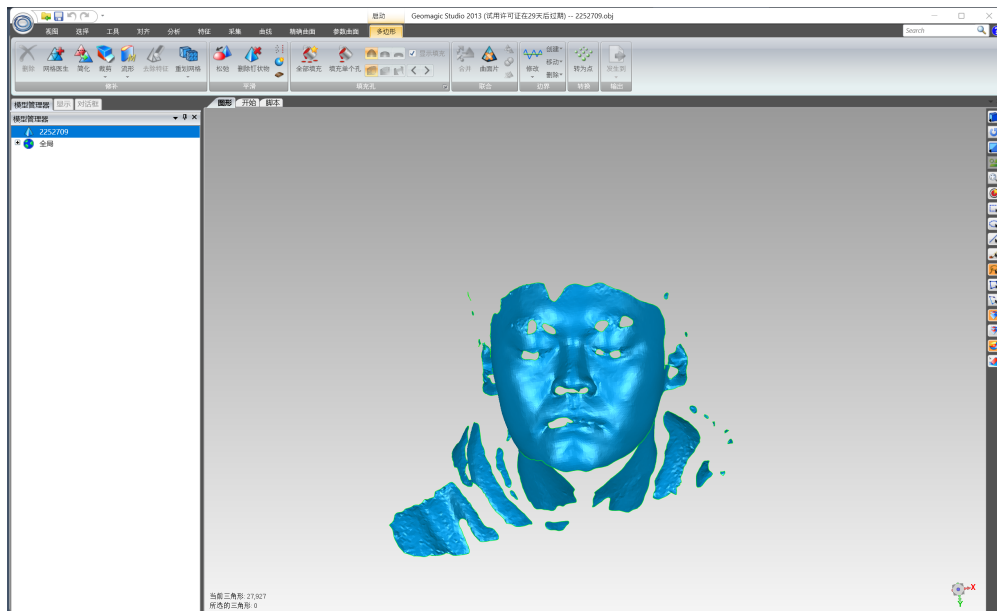 启动 Geomagic Studio 2013 (试用许可证在29天后过期) -- 2252709.obj
视图 选择 工具 对齐 分析 特征 采集 曲线 精确曲面 参数曲面 多边形 Search
删除 网格医生 简化 裁剪 流形 去除特征 重划网格 松弛 删除钉状物 全部填充 填充单个孔 显示填充 合并 曲面片 修改 创建 移动 删除 转为点 发生到
修补 平滑 填充孔 联合 边界 转换 输出
模型管理器 显示 对话框 图形 开始 脚本
模型管理器
2252709
全局
当前三角形: 27,927
所选的三角形: 0
X
Y